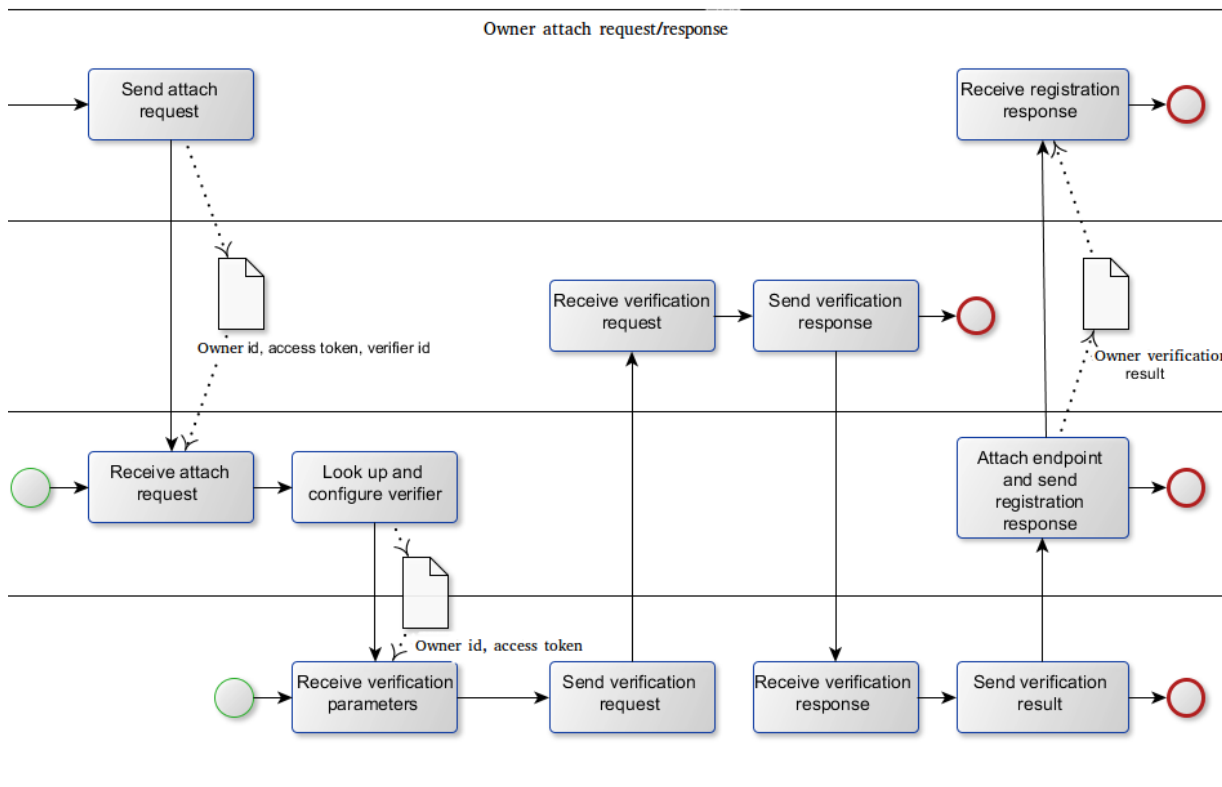 Owner attach request/response
Send attach
request
Receive registration
response
Owner id, access token, verifier id
Receive verification
request
Send verification
response
Owner verification
result
Receive attach
request
Look up and
configure verifier
Attach endpoint
and send
registration
response
Owner id, access token
Receive verification
parameters
Send verification
request
Receive verification
response
Send verification
result